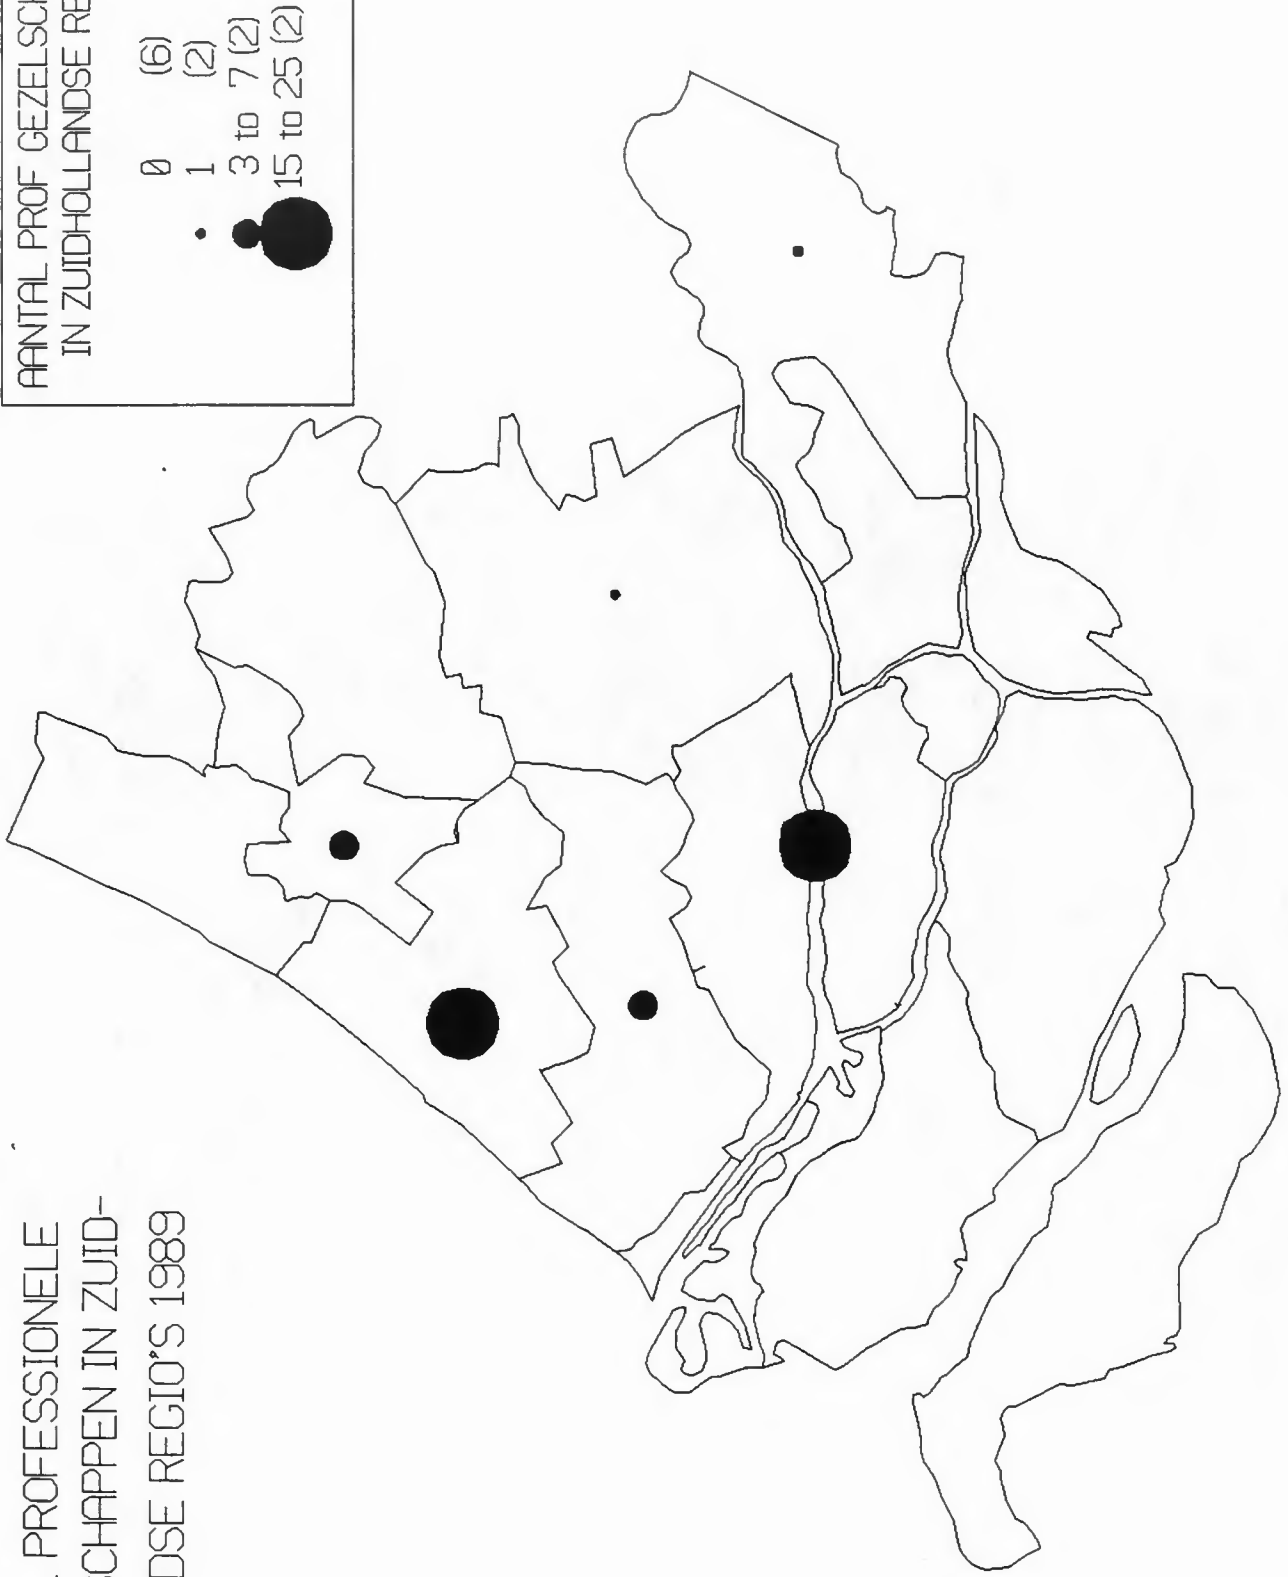 PROFESSIONELE
CHAPPEN IN ZUID-
DSE REGIO'S 1989
AANTAL PROF GEZELSCH
IN ZUIDHOLLANDSE RE
0 (6)
1 (2)
3 to 7 (2)
15 to 25 (2)